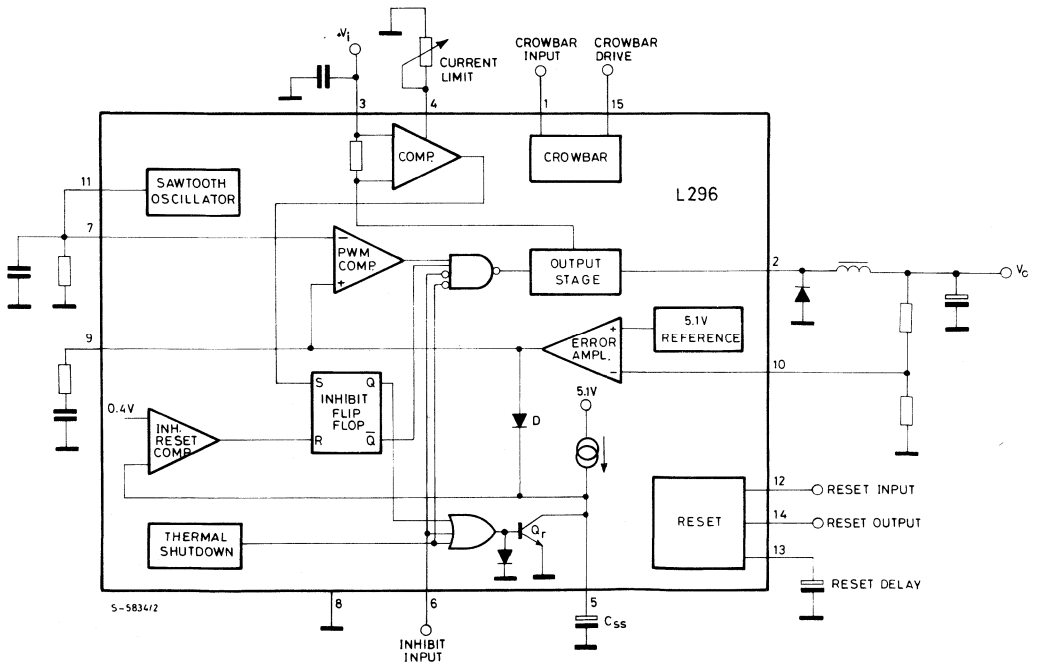 +Vi
CURRENT
LIMIT
CROWBAR
INPUT
CROWBAR
DRIVE
3
4
1
15
COMP.
CROWBAR
L296
11
SAWTOOTH
OSCILLATOR
7
−
PWM
COMP.
+
OUTPUT
STAGE
2
Vo
5.1V
REFERENCE
+
ERROR
AMPL.
−
9
10
S
Q
INHIBIT
FLIP
FLOP
R
Q̅
0.4V
INH.
RESET
COMP.
D
5.1V
RESET
12
RESET INPUT
14
RESET OUTPUT
13
RESET DELAY
THERMAL
SHUTDOWN
Qr
S-5834/2
8
6
5
Css
INHIBIT
INPUT